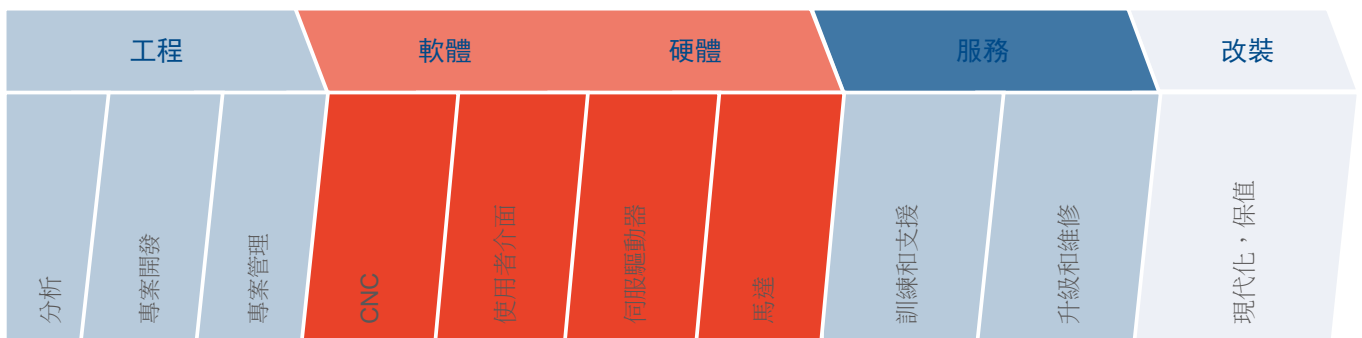 工程
軟體
硬體
服務
改裝
分析
專案開發
專案管理
CNC
使用者介面
伺服驅動器
馬達
訓練和支援
升級和維修
現代化，保值